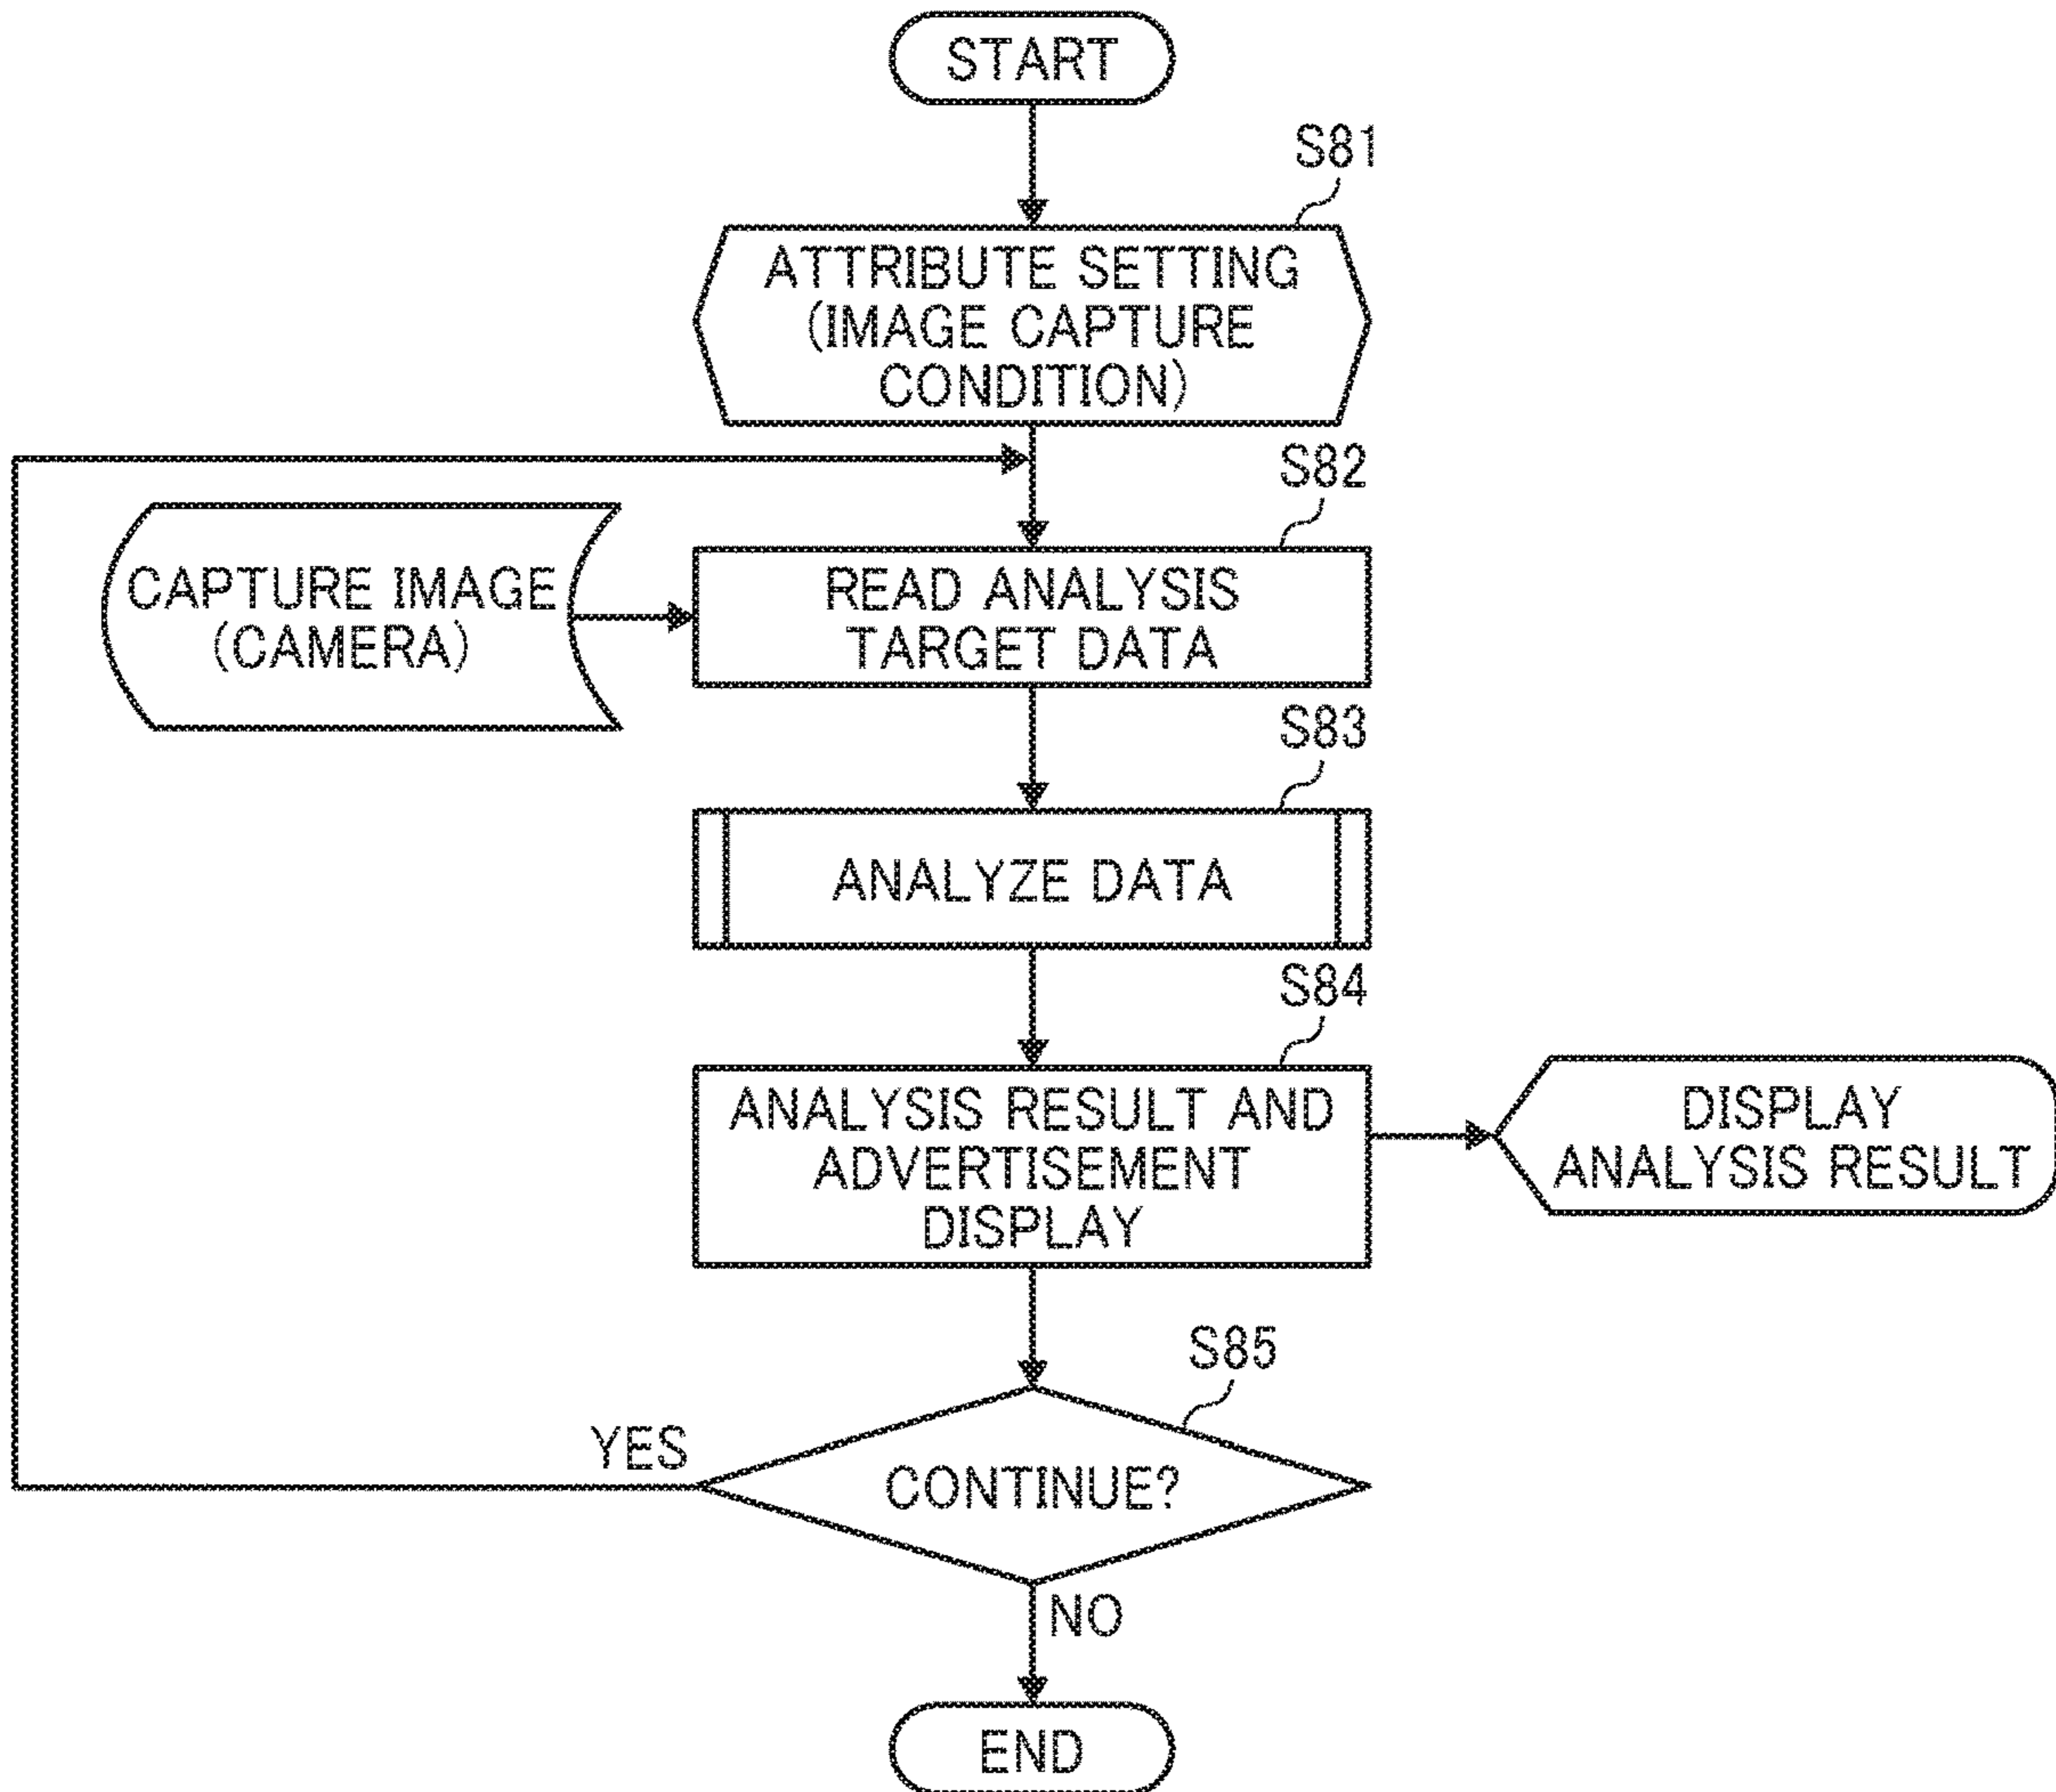 START
S81
ATTRIBUTE SETTING
(IMAGE CAPTURE
CONDITION)
S82
CAPTURE IMAGE
(CAMERA)
READ ANALYSIS
TARGET DATA
S83
ANALYZE DATA
S84
ANALYSIS RESULT AND
ADVERTISEMENT
DISPLAY
DISPLAY
ANALYSIS RESULT
S85
YES
CONTINUE?
NO
END